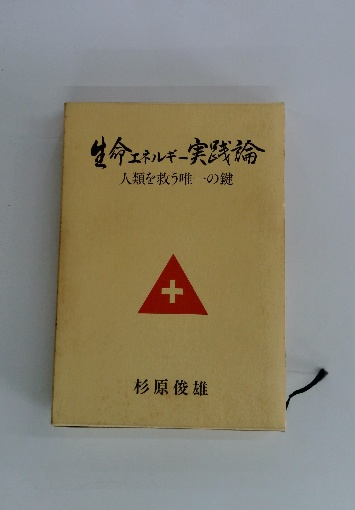 生命エネルギー実践論
人類を救う唯一の鍵
杉原俊雄